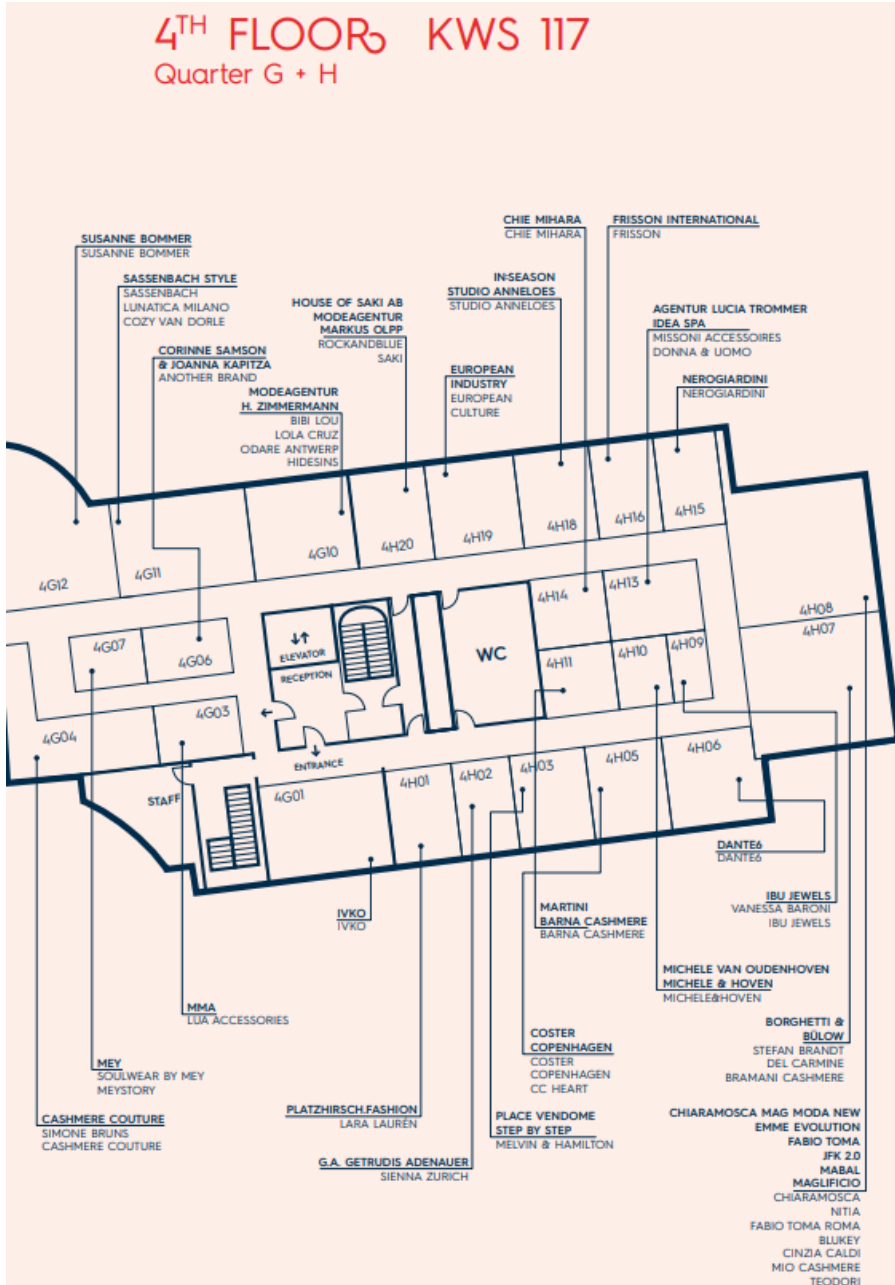 4TH FLOOR KWS 117
Quarter G + H
CHIE MIHARA
CHIE MIHARA
FRISSON INTERNATIONAL
FRISSON
SUSANNE BOMMER
SUSANNE BOMMER
SASSENBACH STYLE
SASSENBACH
LUNATICA MILANO
COZY VAN DORLE
IN:SEASON
STUDIO ANNELOES
STUDIO ANNELOES
HOUSE OF SAKI AB
MODEAGENTUR
MARKUS OLPP
ROCKANDBLUE
SAKI
AGENTUR LUCIA TROMMER
IDEA SPA
MISSONI ACCESSOIRES
DONNA & UOMO
CORINNE SAMSON
& JOANNA KAPITZA
ANOTHER BRAND
EUROPEAN
INDUSTRY
EUROPEAN
CULTURE
NEROGIARDINI
NEROGIARDINI
MODEAGENTUR
H. ZIMMERMANN
BIBI LOU
LOLA CRUZ
ODARE ANTWERP
HIDESINS
4G12
4G11
4G10
4H20
4H19
4H18
4H16
4H15
4H14
4H13
4H08
4H07
4G07
4G06
ELEVATOR
RECEPTION
WC
4H11
4H10
4H09
4G04
4G03
ENTRANCE
STAFF
4G01
4H01
4H02
4H03
4H05
4H06
DANTE6
DANTE6
IVKO
IVKO
MARTINI
BARNA CASHMERE
BARNA CASHMERE
IBU JEWELS
VANESSA BARONI
IBU JEWELS
MICHELE VAN OUDENHOVEN
MICHELE & HOVEN
MICHELE&HOVEN
MMA
LUA ACCESSORIES
BORGHETTI &
BÜLOW
STEFAN BRANDT
DEL CARMINE
BRAMANI CASHMERE
COSTER
COPENHAGEN
COSTER
COPENHAGEN
CC HEART
MEY
SOULWEAR BY MEY
MEYSTORY
CASHMERE COUTURE
SIMONE BRUNS
CASHMERE COUTURE
PLATZHIRSCH.FASHION
LARA LAURÉN
PLACE VENDOME
STEP BY STEP
MELVIN & HAMILTON
G.A. GETRUDIS ADENAUER
SIENNA ZURICH
CHIARAMOSCA MAG MODA NEW
EMME EVOLUTION
FABIO TOMA
JFK 2.0
MABAL
MAGLIFICIO
CHIARAMOSCA
NITIA
FABIO TOMA ROMA
BLUKEY
CINZIA CALDI
MIO CASHMERE
TEODORI